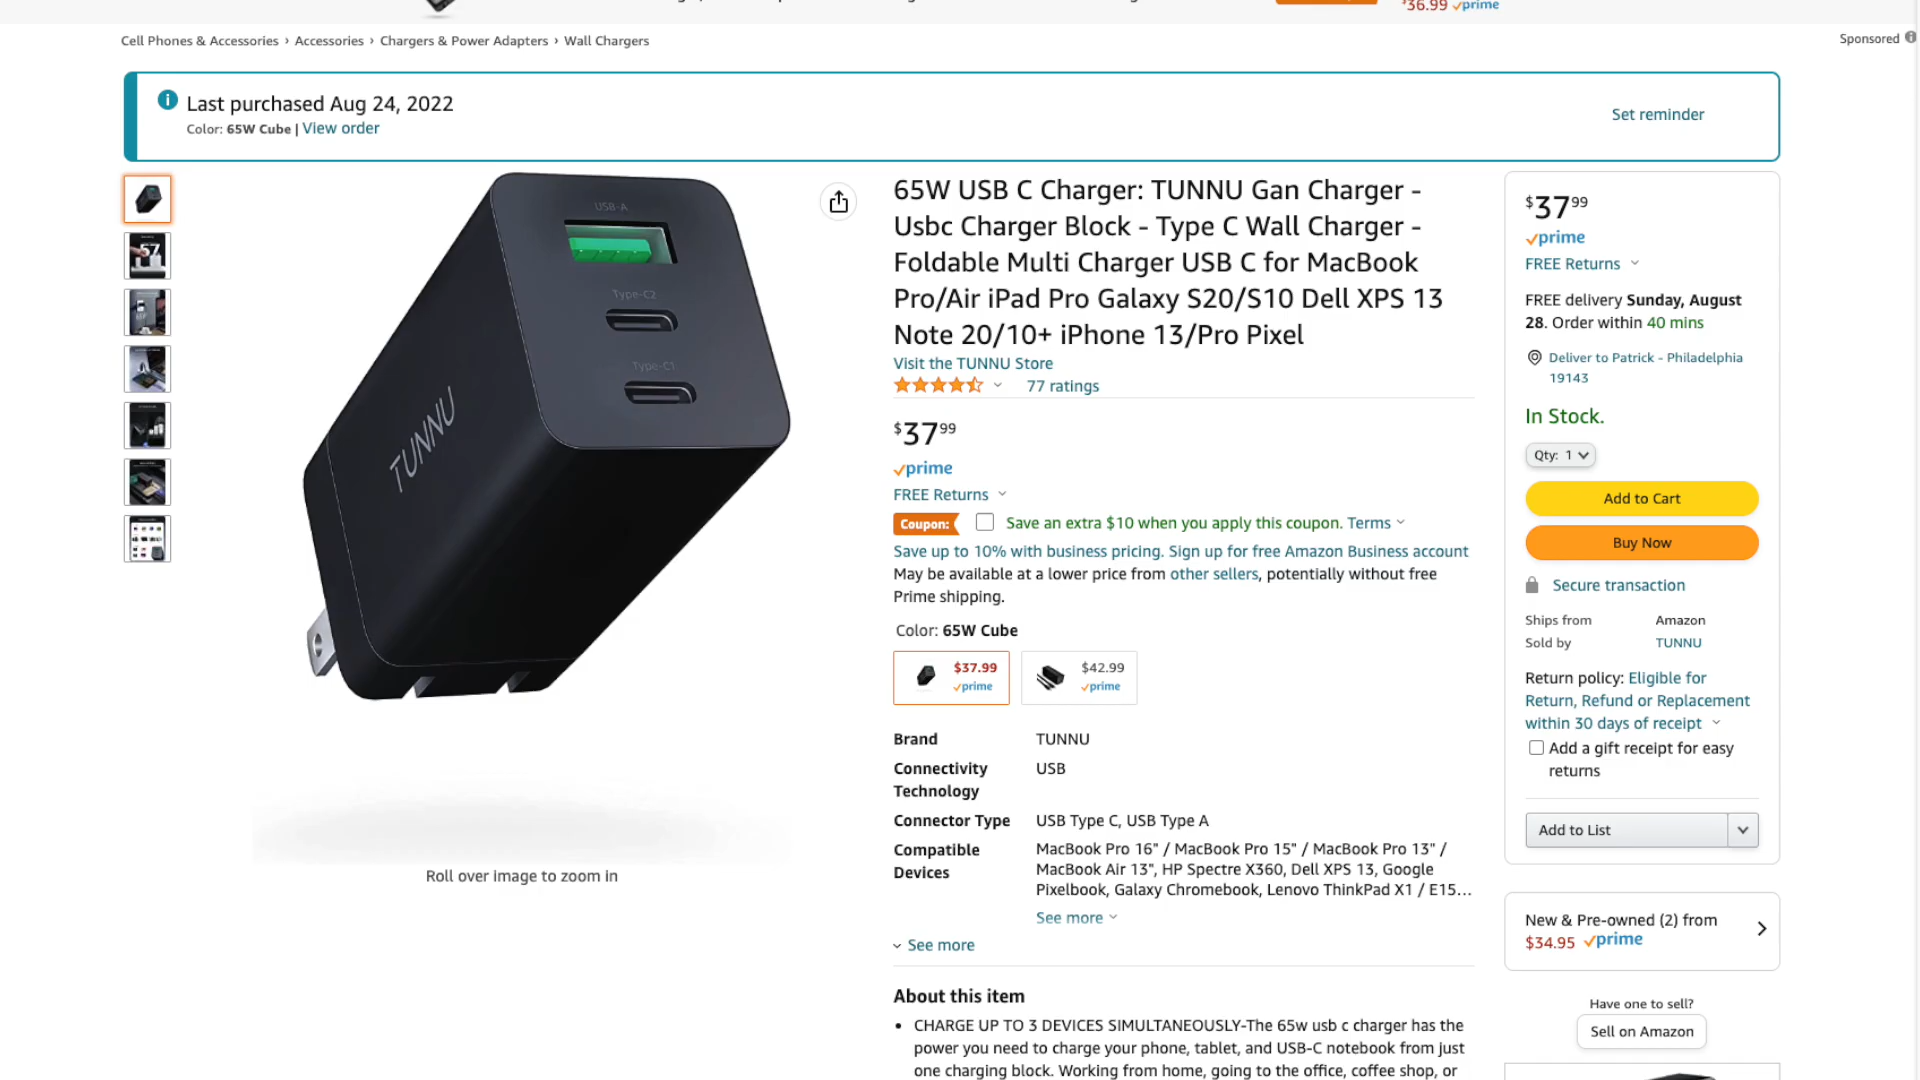 $36.99 prime
Cell Phones & Accessories › Accessories › Chargers & Power Adapters › Wall Chargers
Sponsored
Last purchased Aug 24, 2022
Color: 65W Cube | View order
Set reminder
USB-A
Type-C2
Type-C1
TUNNU
57
65W USB C Charger: TUNNU Gan Charger -
Usbc Charger Block - Type C Wall Charger -
Foldable Multi Charger USB C for MacBook
Pro/Air iPad Pro Galaxy S20/S10 Dell XPS 13
Note 20/10+ iPhone 13/Pro Pixel
Visit the TUNNU Store
77 ratings
$37.99
prime
FREE Returns
Coupon: Save an extra $10 when you apply this coupon. Terms
Save up to 10% with business pricing. Sign up for free Amazon Business account
May be available at a lower price from other sellers, potentially without free
Prime shipping.
Color: 65W Cube
$37.99
prime
$42.99
prime
Brand TUNNU
Connectivity USB
Technology
Connector Type USB Type C, USB Type A
Compatible MacBook Pro 16" / MacBook Pro 15" / MacBook Pro 13" /
Devices MacBook Air 13", HP Spectre X360, Dell XPS 13, Google
Pixelbook, Galaxy Chromebook, Lenovo ThinkPad X1 / E15...
See more
See more
About this item
• CHARGE UP TO 3 DEVICES SIMULTANEOUSLY-The 65w usb c charger has the
power you need to charge your phone, tablet, and USB-C notebook from just
one charging block. Working from home, going to the office, coffee shop, or
Roll over image to zoom in
$37.99
prime
FREE Returns
FREE delivery Sunday, August
28. Order within 40 mins
Deliver to Patrick - Philadelphia
19143
In Stock.
Qty: 1
Add to Cart
Buy Now
Secure transaction
Ships from Amazon
Sold by TUNNU
Return policy: Eligible for
Return, Refund or Replacement
within 30 days of receipt
Add a gift receipt for easy
returns
Add to List
New & Pre-owned (2) from
$34.95 prime
Have one to sell?
Sell on Amazon